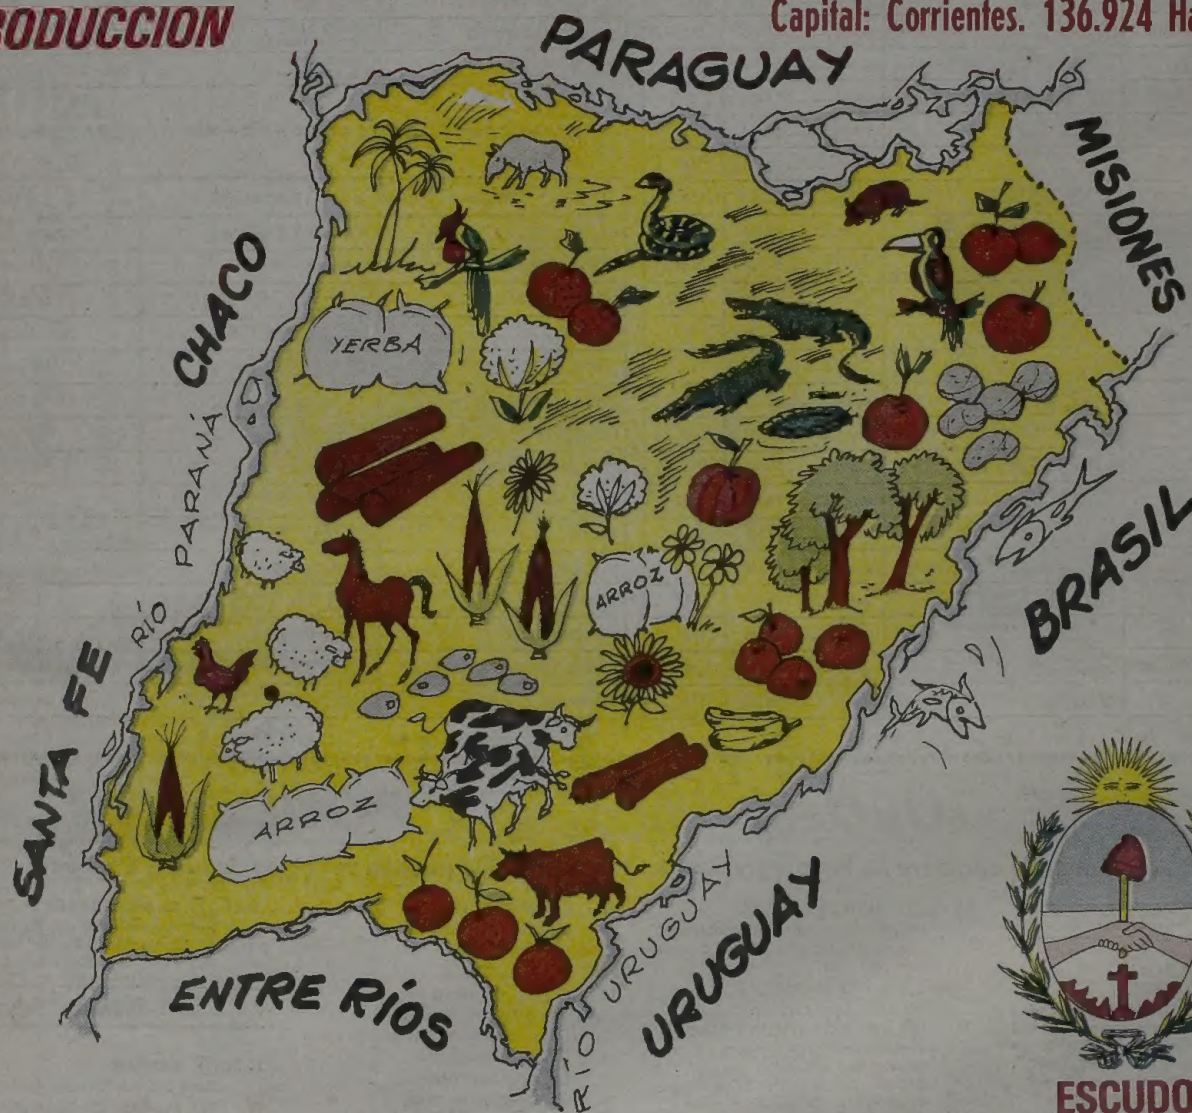 RODUCCION
Capital: Corrientes. 136.924 Ha
PARAGUAY
MISIONES
CHACO
YERBA
RÍO PARANÁ
ARROZ
BRASIL
SANTA FE
ARROZ
ENTRE RÍOS
RÍO URUGUAY
URUGUAY
ESCUDO